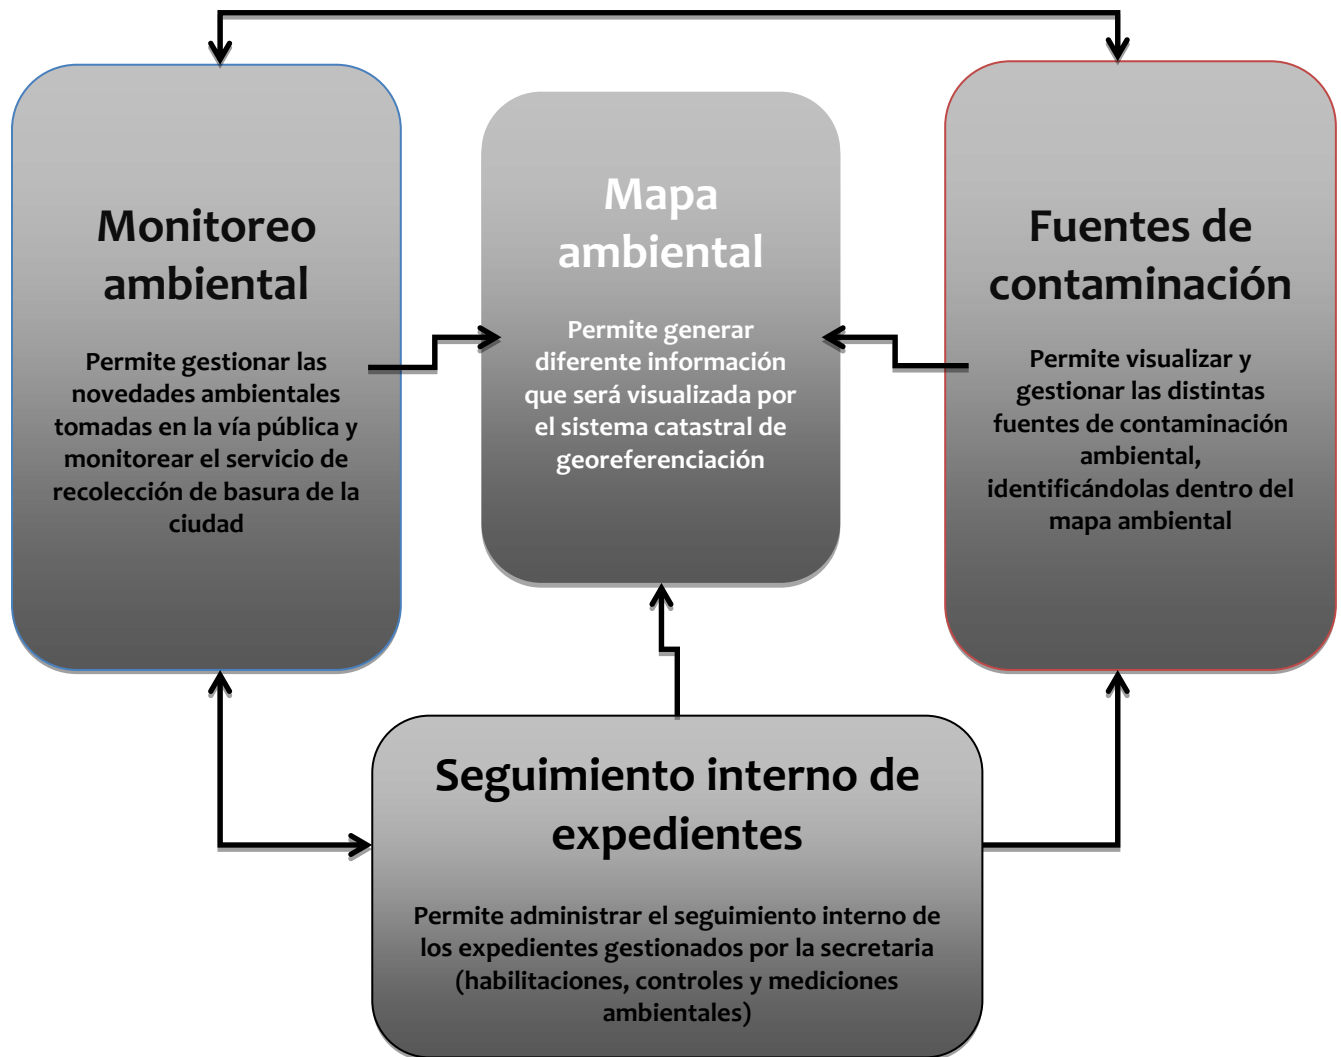 Monitoreo
ambiental
Permite gestionar las
novedades ambientales
tomadas en la vía pública y
monitorear el servicio de
recolección de basura de la
ciudad
Mapa
ambiental
Permite generar
diferente información
que será visualizada por
el sistema catastral de
georeferenciación
Fuentes de
contaminación
Permite visualizar y
gestionar las distintas
fuentes de contaminación
ambiental,
identificándolas dentro del
mapa ambiental
Seguimiento interno de
expedientes
Permite administrar el seguimiento interno de
los expedientes gestionados por la secretaria
(habilitaciones, controles y mediciones
ambientales)